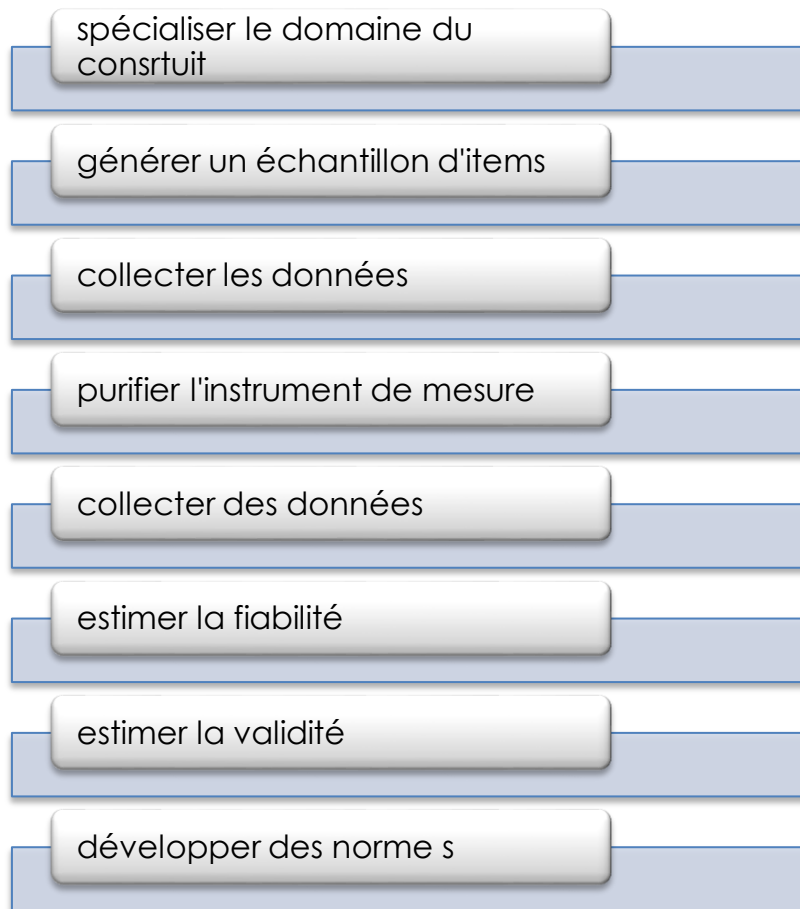 spécialiser le domaine du
consrtuit
générer un échantillon d'items
collecter les données
purifier l'instrument de mesure
collecter des données
estimer la fiabilité
estimer la validité
développer des norme s